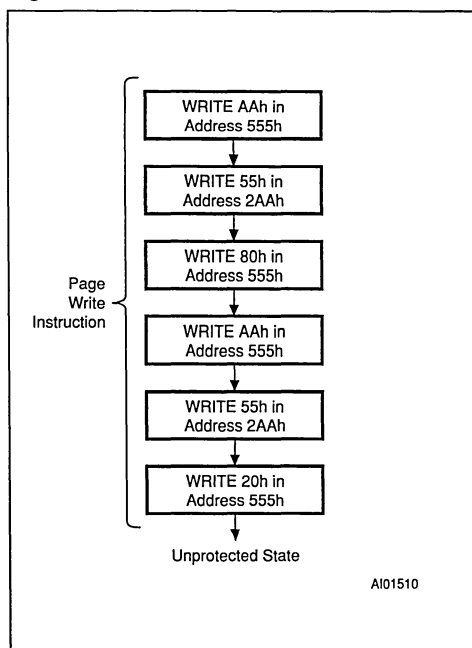 WRITE AAh in
Address 555h
WRITE 55h in
Address 2AAh
WRITE 80h in
Address 555h
Page
Write
Instruction
WRITE AAh in
Address 555h
WRITE 55h in
Address 2AAh
WRITE 20h in
Address 555h
Unprotected State
AI01510